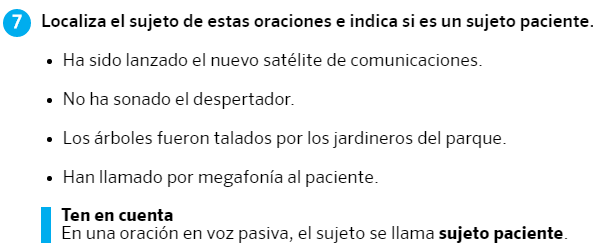 7 Localiza el sujeto de estas oraciones e indica si es un sujeto paciente.
• Ha sido lanzado el nuevo satélite de comunicaciones.
• No ha sonado el despertador.
• Los árboles fueron talados por los jardineros del parque.
• Han llamado por megafonía al paciente.
Ten en cuenta
En una oración en voz pasiva, el sujeto se llama sujeto paciente.